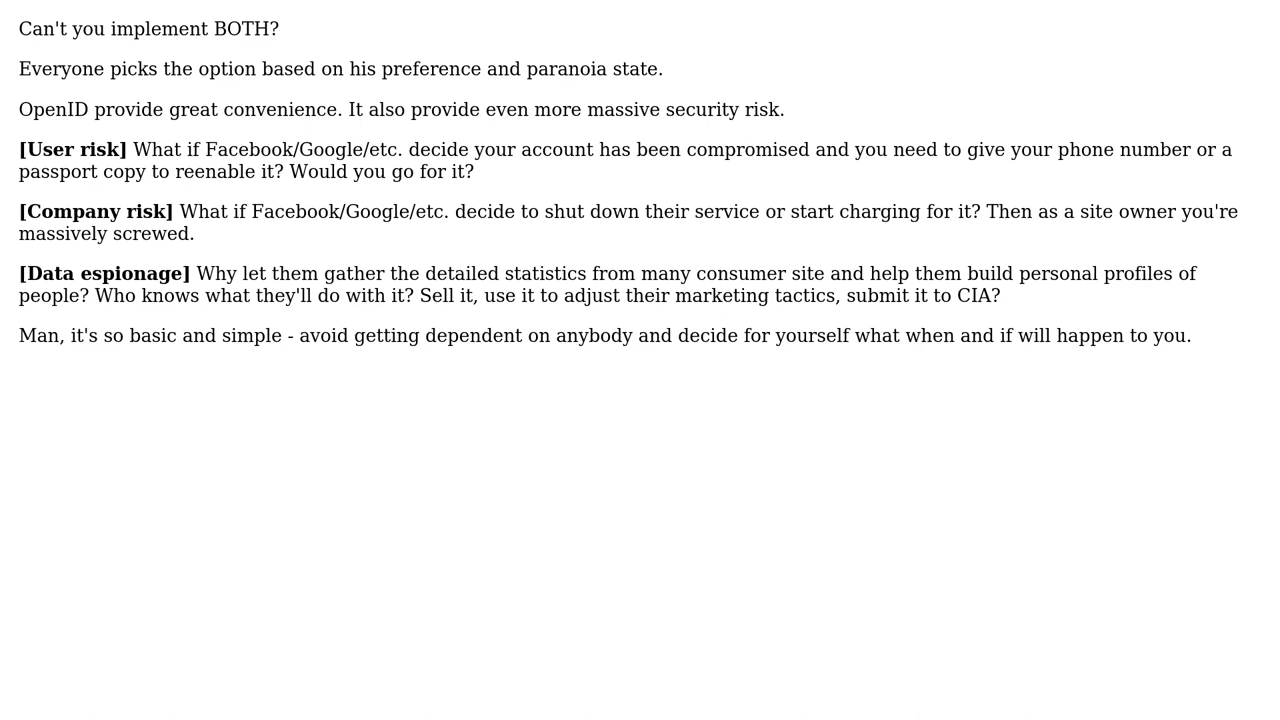 Can't you implement BOTH?
Everyone picks the option based on his preference and paranoia state.
OpenID provide great convenience. It also provide even more massive security risk.
[User risk] What if Facebook/Google/etc. decide your account has been compromised and you need to give your phone number or a
passport copy to reenable it? Would you go for it?
[Company risk] What if Facebook/Google/etc. decide to shut down their service or start charging for it? Then as a site owner you're
massively screwed.
[Data espionage] Why let them gather the detailed statistics from many consumer site and help them build personal profiles of
people? Who knows what they'll do with it? Sell it, use it to adjust their marketing tactics, submit it to CIA?
Man, it's so basic and simple - avoid getting dependent on anybody and decide for yourself what when and if will happen to you.